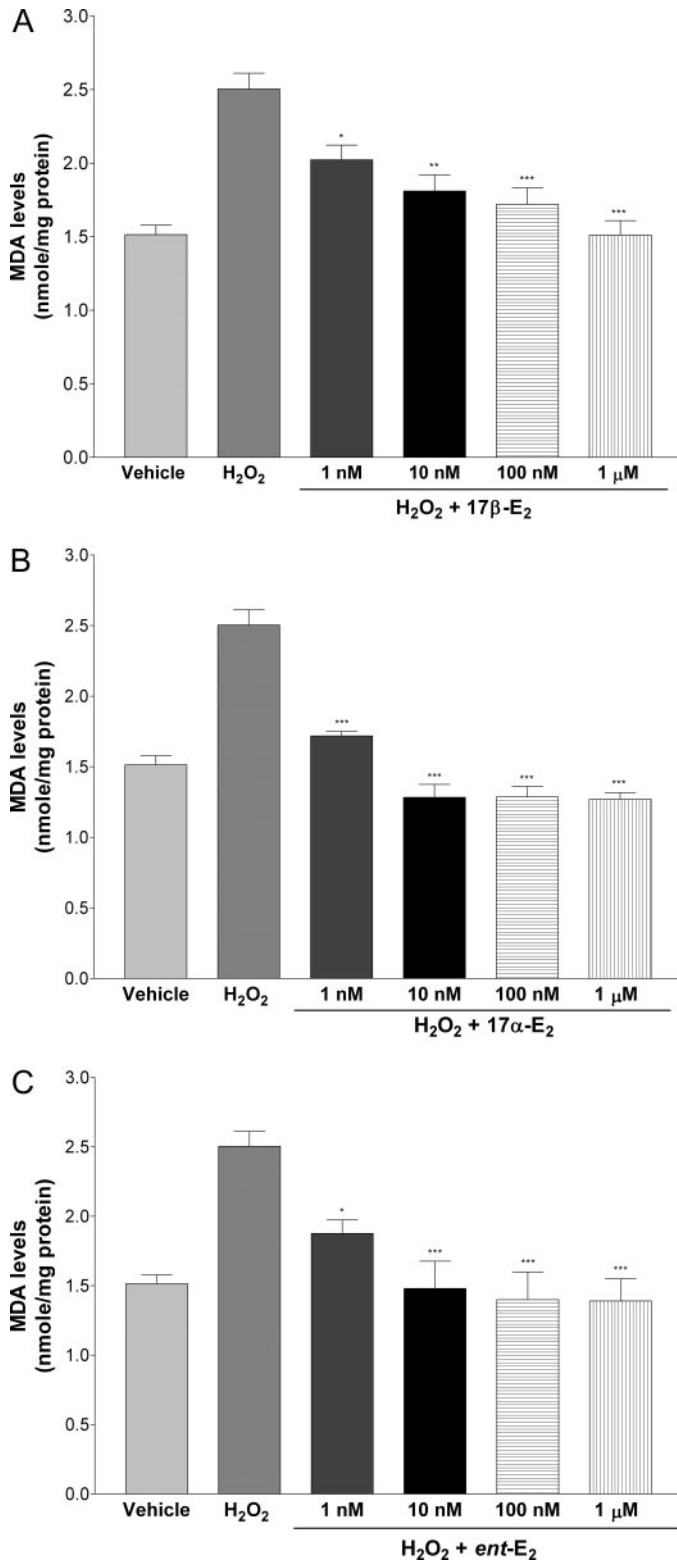 A
MDA levels
(nmole/mg protein)
3.0
2.5
2.0
1.5
1.0
0.5
0.0
*
**
***
***
Vehicle H₂O₂ 1 nM 10 nM 100 nM 1 μM
H₂O₂ + 17β-E₂
B
MDA levels
(nmole/mg protein)
3.0
2.5
2.0
1.5
1.0
0.5
0.0
***
***
***
***
Vehicle H₂O₂ 1 nM 10 nM 100 nM 1 μM
H₂O₂ + 17α-E₂
C
MDA levels
(nmole/mg protein)
3.0
2.5
2.0
1.5
1.0
0.5
0.0
*
***
***
***
Vehicle H₂O₂ 1 nM 10 nM 100 nM 1 μM
H₂O₂ + ent-E₂